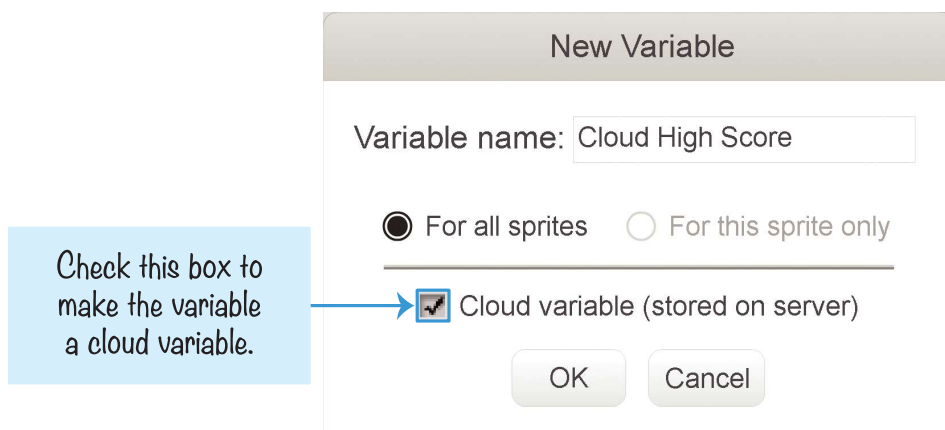 New Variable
Variable name: Cloud High Score
For all sprites For this sprite only
Check this box to
make the variable
a cloud variable.
Cloud variable (stored on server)
OK Cancel